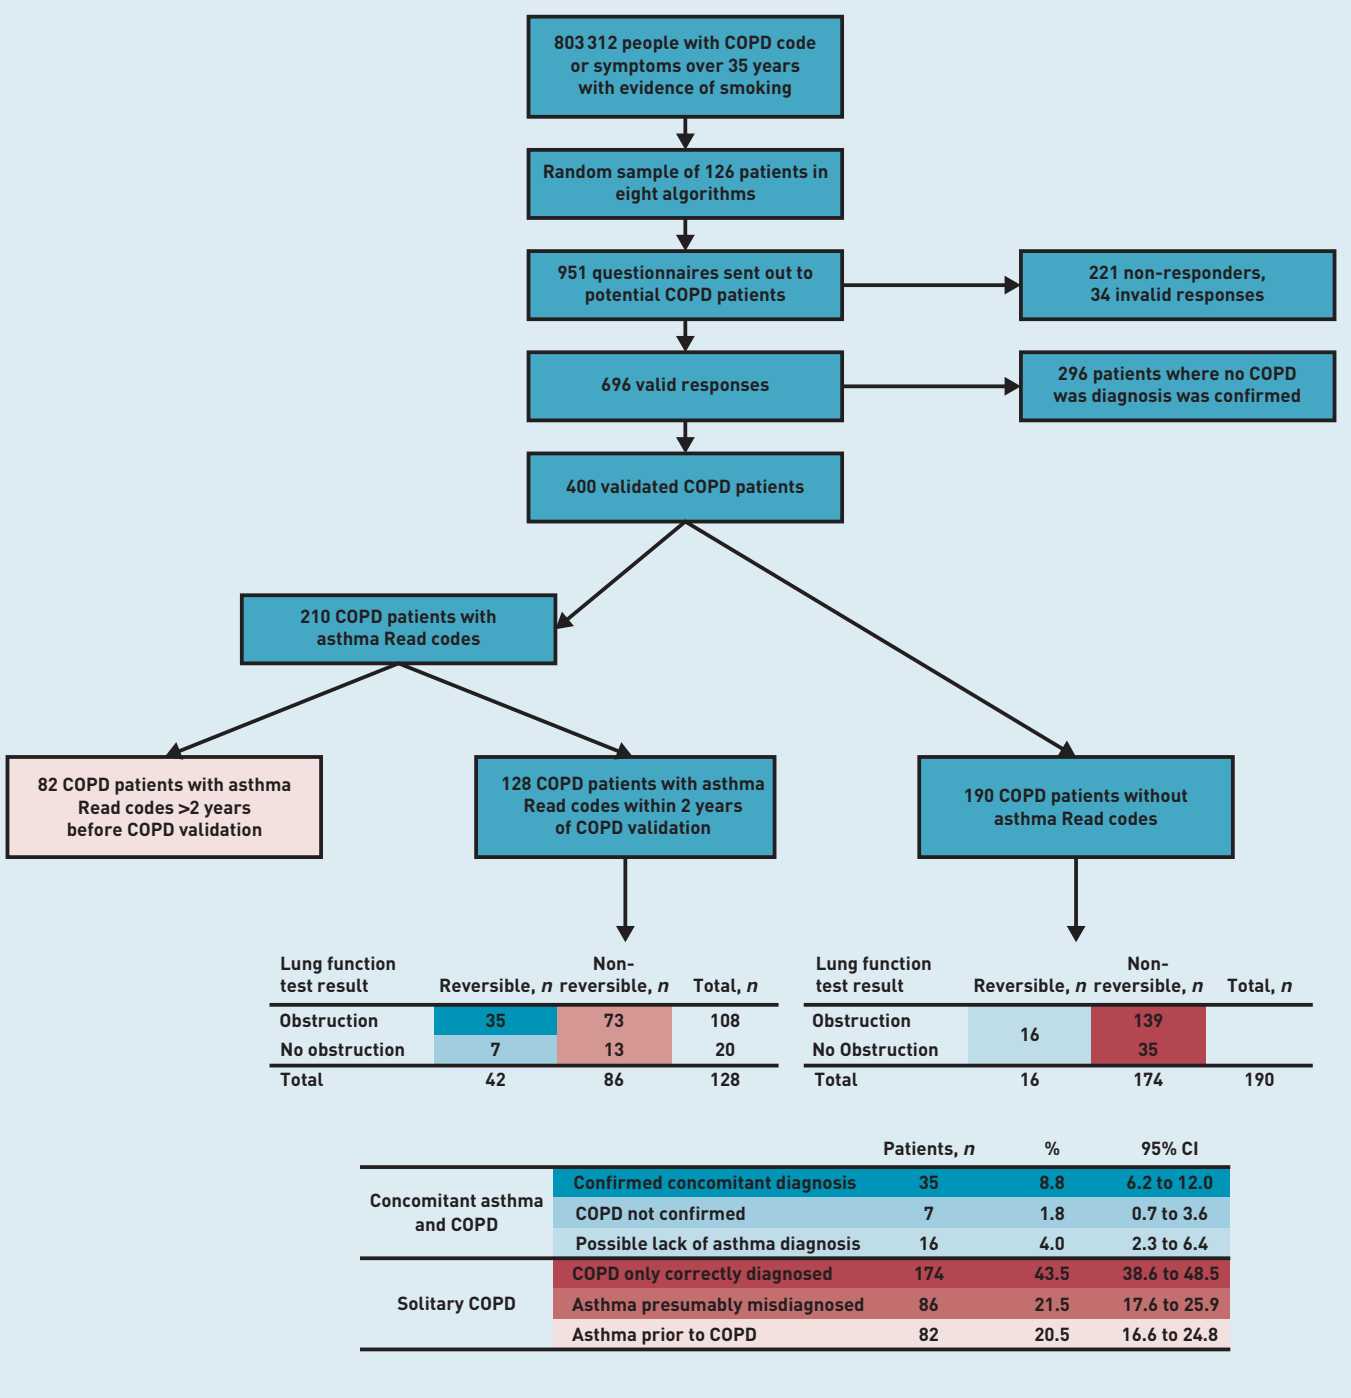 803 312 people with COPD code
or symptoms over 35 years
with evidence of smoking
Random sample of 126 patients in
eight algorithms
951 questionnaires sent out to
potential COPD patients
221 non-responders,
34 invalid responses
696 valid responses
296 patients where no COPD
was diagnosis was confirmed
400 validated COPD patients
210 COPD patients with
asthma Read codes
82 COPD patients with asthma
Read codes >2 years
before COPD validation
128 COPD patients with asthma
Read codes within 2 years
of COPD validation
190 COPD patients without
asthma Read codes
Lung function
test result Reversible, n Non-
reversible, n Total, n
Obstruction 35 73 108
No obstruction 7 13 20
Total 42 86 128
Lung function
test result Reversible, n Non-
reversible, n Total, n
Obstruction 139
16
No Obstruction 35
Total 16 174 190
Patients, n % 95% CI
Concomitant asthma
and COPD
Confirmed concomitant diagnosis 35 8.8 6.2 to 12.0
COPD not confirmed 7 1.8 0.7 to 3.6
Possible lack of asthma diagnosis 16 4.0 2.3 to 6.4
Solitary COPD
COPD only correctly diagnosed 174 43.5 38.6 to 48.5
Asthma presumably misdiagnosed 86 21.5 17.6 to 25.9
Asthma prior to COPD 82 20.5 16.6 to 24.8